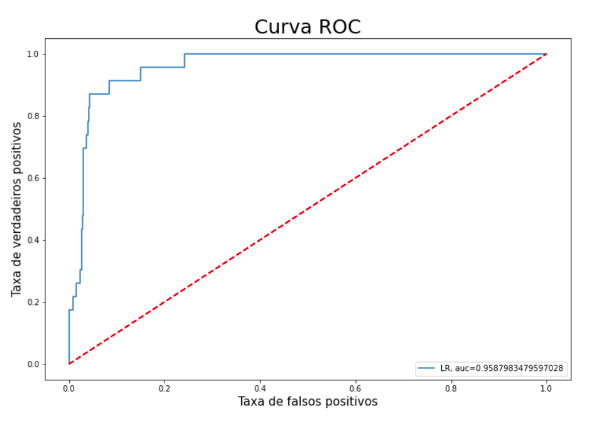 Curva ROC
1.0
0.8
0.6
0.4
0.2
0.0
Taxa de verdadeiros positivos
LR, auc=0.9587983479597028
0.0 0.2 0.4 0.6 0.8 1.0
Taxa de falsos positivos